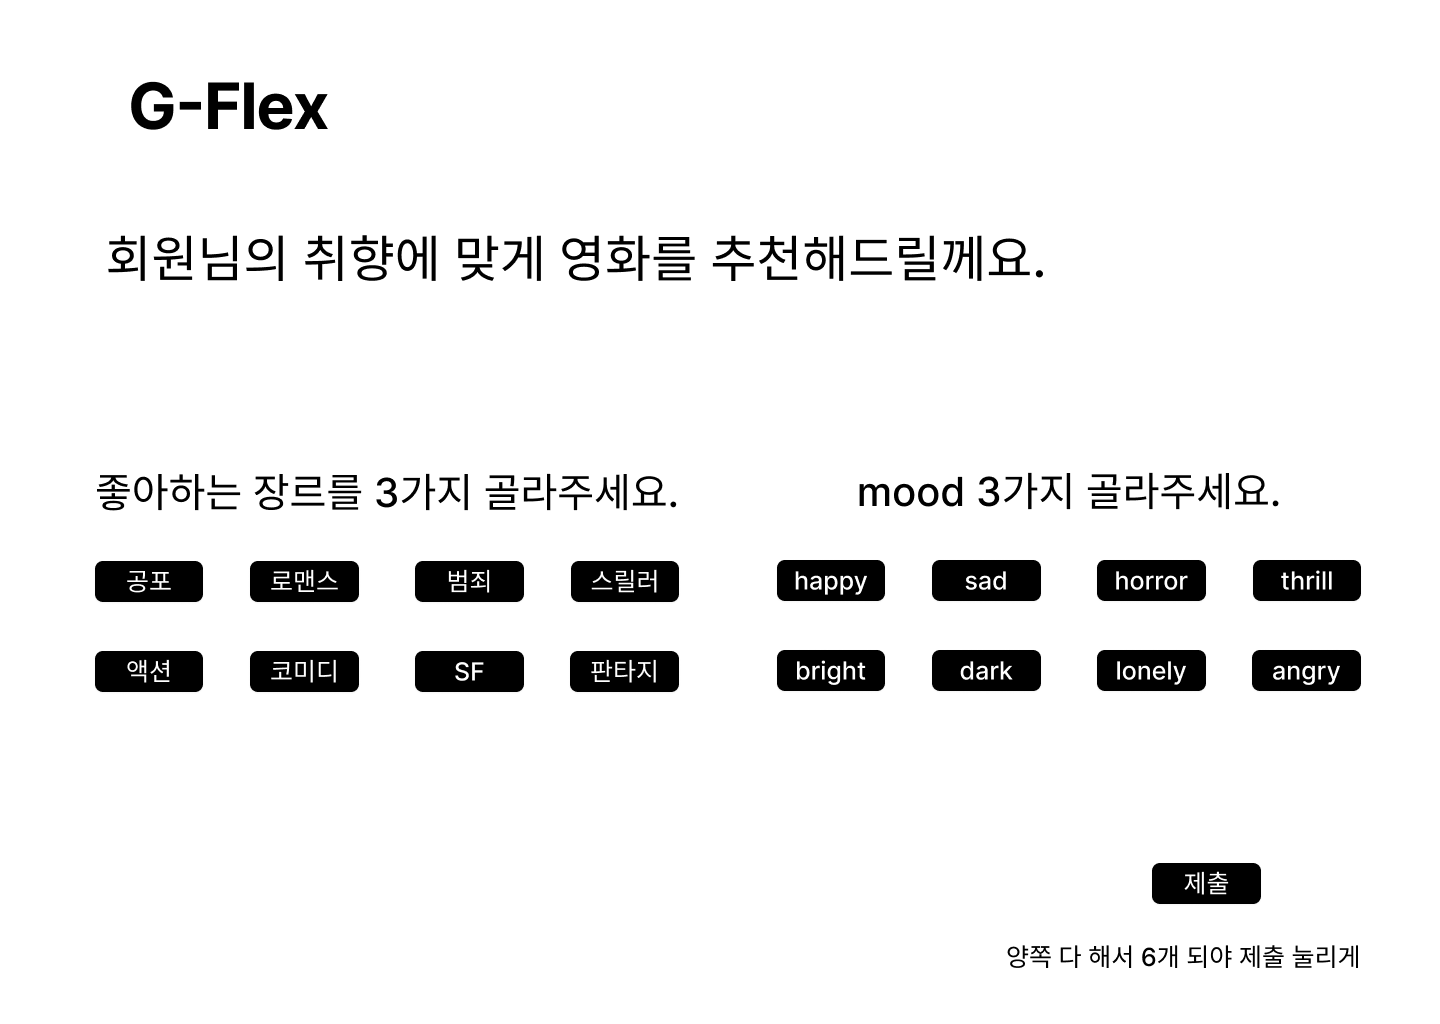 G-Flex
회원님의 취향에 맞게 영화를 추천해드릴께요.
좋아하는 장르를 3가지 골라주세요.
공포 로맨스 범죄 스릴러
액션 코미디 SF 판타지
mood 3가지 골라주세요.
happy sad horror thrill
bright dark lonely angry
제출
양쪽 다 해서 6개 되야 제출 눌리게